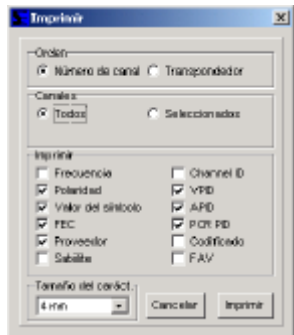 Imprimir
Orden
Número de canal Transpondedor
Canales
Todos Seleccionados
Imprimir
Frecuencia Channel ID
Polaridad VPID
Valor del símbolo APID
FEC PCR PID
Proveedor Codificado
Satélite FAV
Tamaño del caráct.
4 mm Cancelar Imprimir